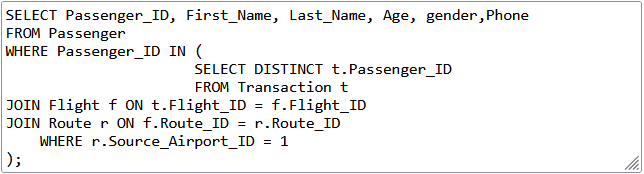 SELECT Passenger_ID, First_Name, Last_Name, Age, gender,Phone
FROM Passenger
WHERE Passenger_ID IN (
                        SELECT DISTINCT t.Passenger_ID
                        FROM Transaction t
JOIN Flight f ON t.Flight_ID = f.Flight_ID
JOIN Route r ON f.Route_ID = r.Route_ID
    WHERE r.Source_Airport_ID = 1
);